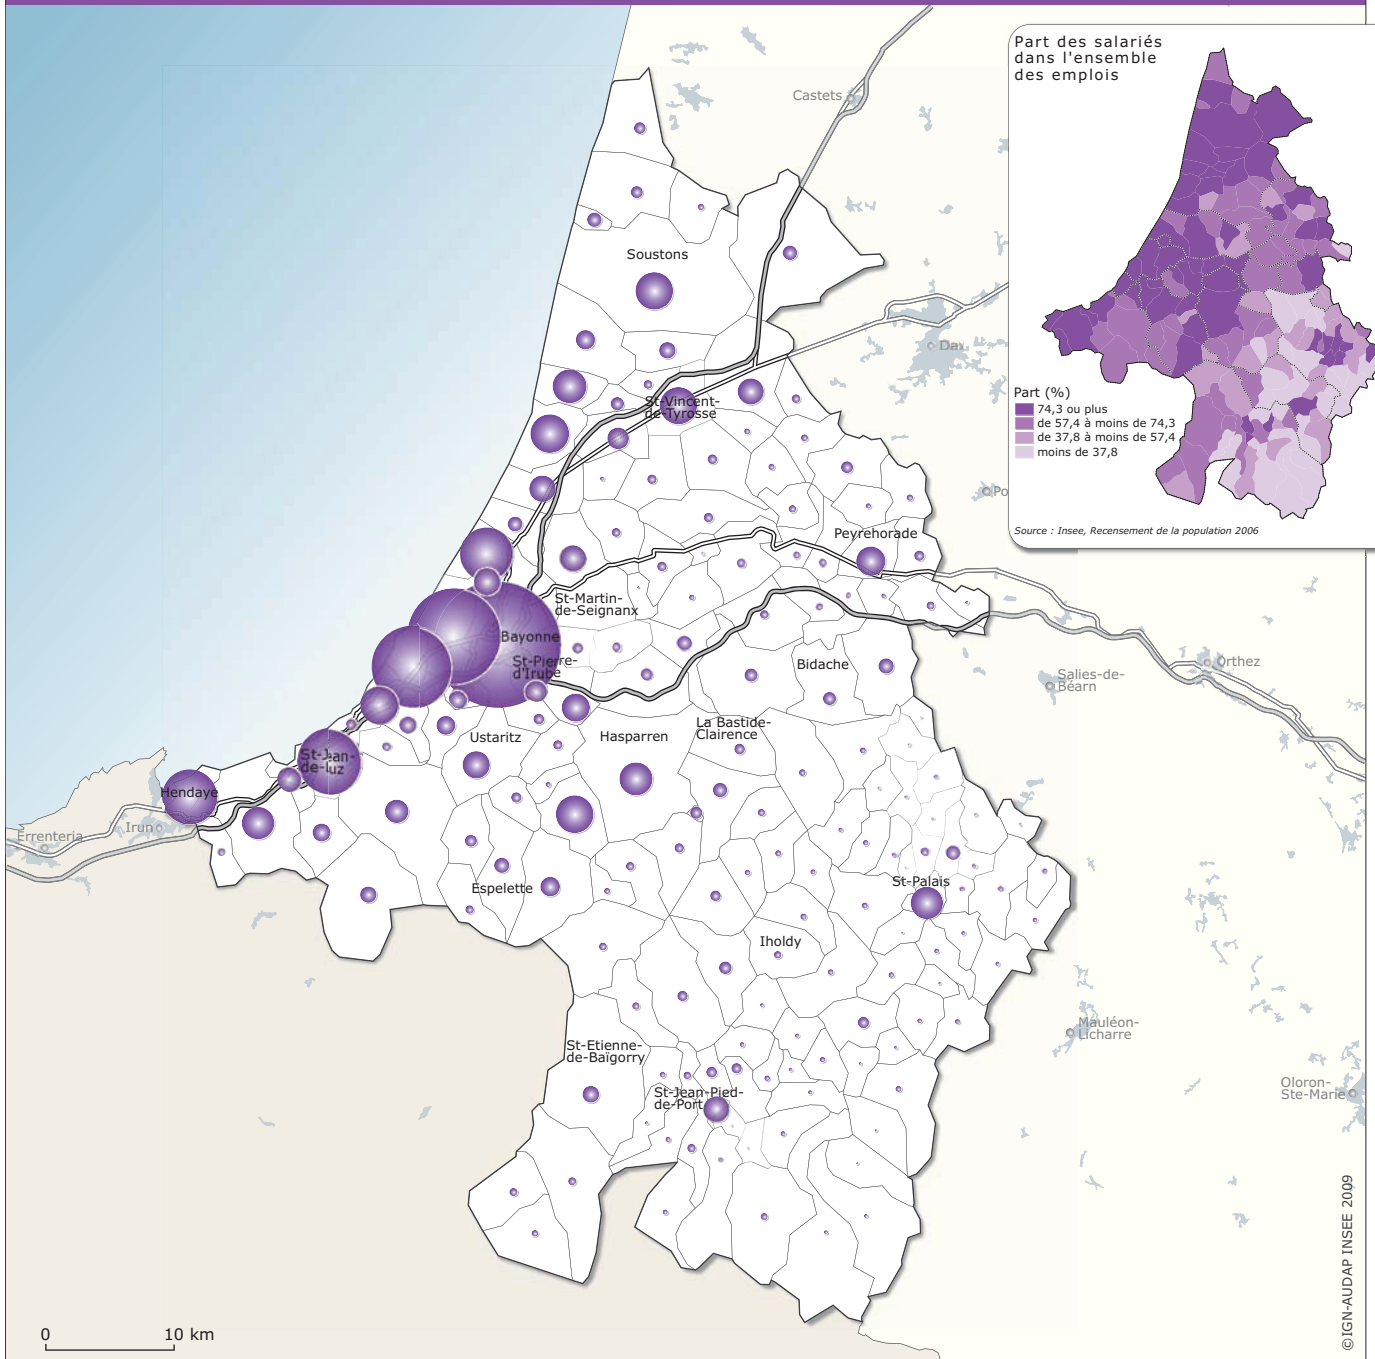 Part des salariés
dans l'ensemble
des emplois
Castets
Soustons
Dax
Part (%)
74,3 ou plus
de 57,4 à moins de 74,3
de 37,8 à moins de 57,4
moins de 37,8
St-Vincent-
de-Tyrosse
Po
Source : Insee, Recensement de la population 2006
Peyrehorade
St-Martin-
de-Seignanx
Bayonne
St-Pierre-
d'Irube
Bidache
Orthez
Salies-de-
Béarn
La Bastide-
Clairence
Ustaritz
Hasparren
St-Jean-
de-luz
Hendaye
Irun
Errenteria
Espelette
St-Palais
Iholdy
Mauléon-
Licharre
St-Etienne-
de-Baïgorry
St-Jean-Pied-
de-Port
Oloron-
Ste-Marie
0 10 km
©IGN-AUDAP INSEE 2009